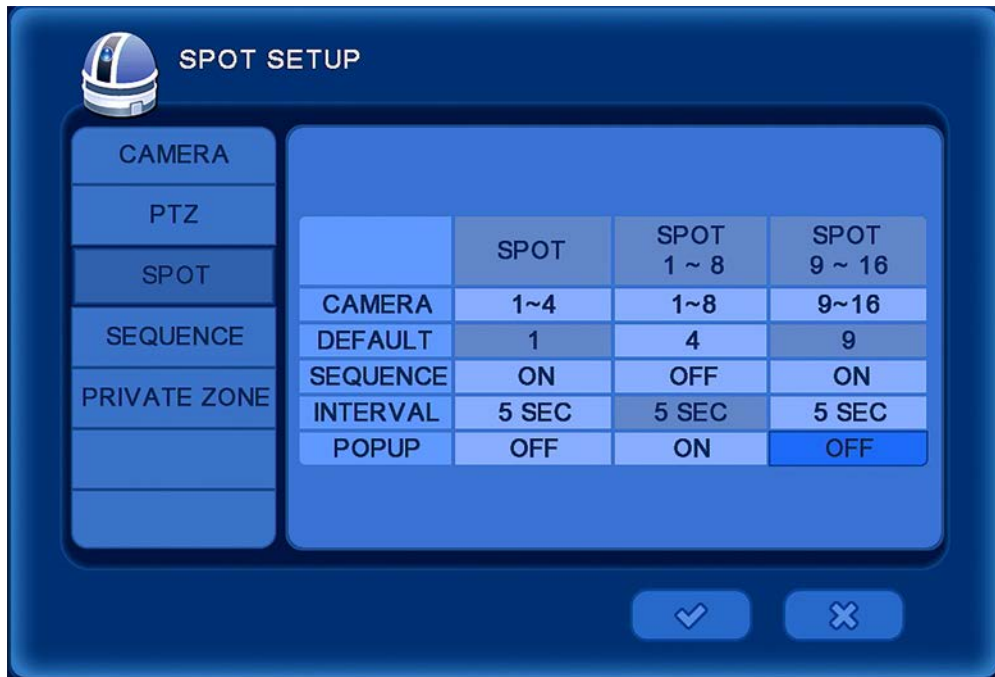 SPOT SETUP
CAMERA
PTZ
SPOT
SEQUENCE
PRIVATE ZONE
SPOT SPOT 1 ~ 8 SPOT 9 ~ 16
CAMERA 1~4 1~8 9~16
DEFAULT 1 4 9
SEQUENCE ON OFF ON
INTERVAL 5 SEC 5 SEC 5 SEC
POPUP OFF ON OFF